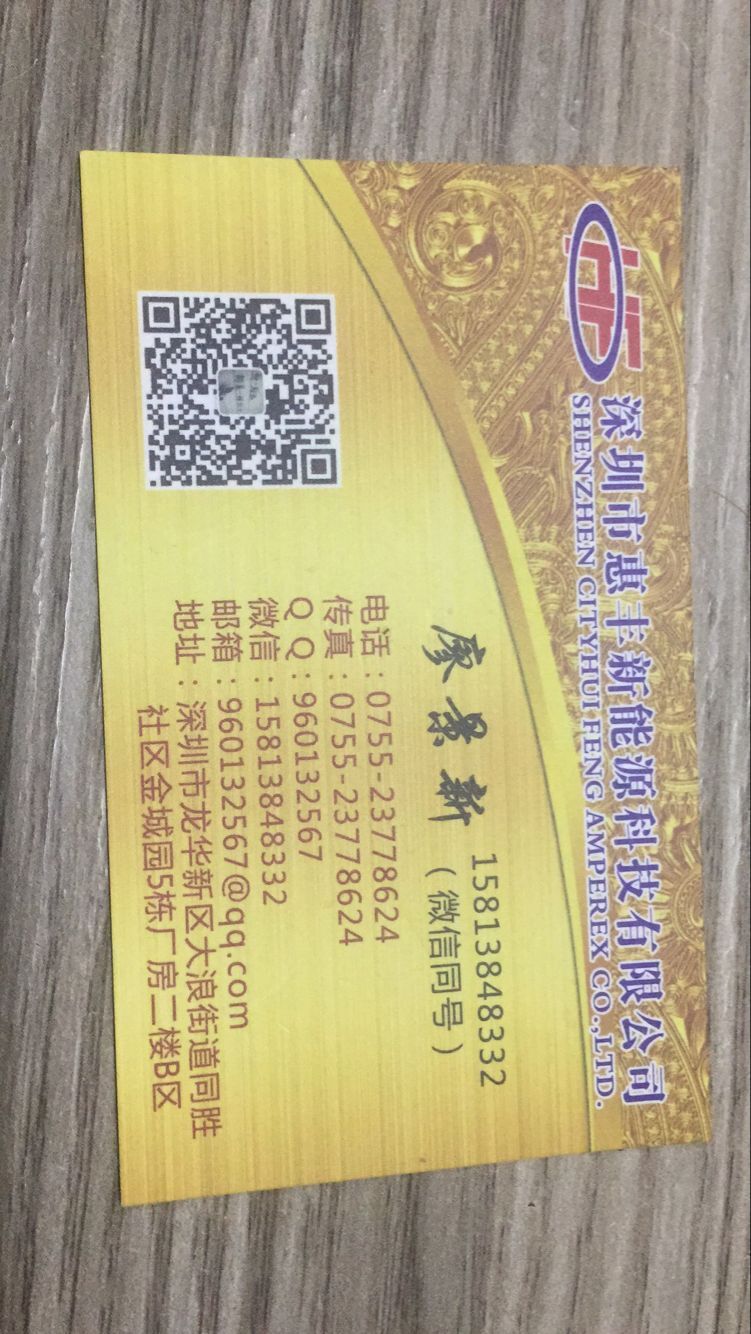 HF
深圳市惠丰新能源科技有限公司
SHENZHEN CITYHUI FENG AMPEREX CO.,LTD.
康景新 15813848332
（微信同号）
电话：0755-23778624
传真：0755-23778624
Q Q：960132567
微信：15813848332
邮箱：960132567@qq.com
地址：深圳市龙华新区大浪街道同胜
社区金城园5栋厂房二楼B区